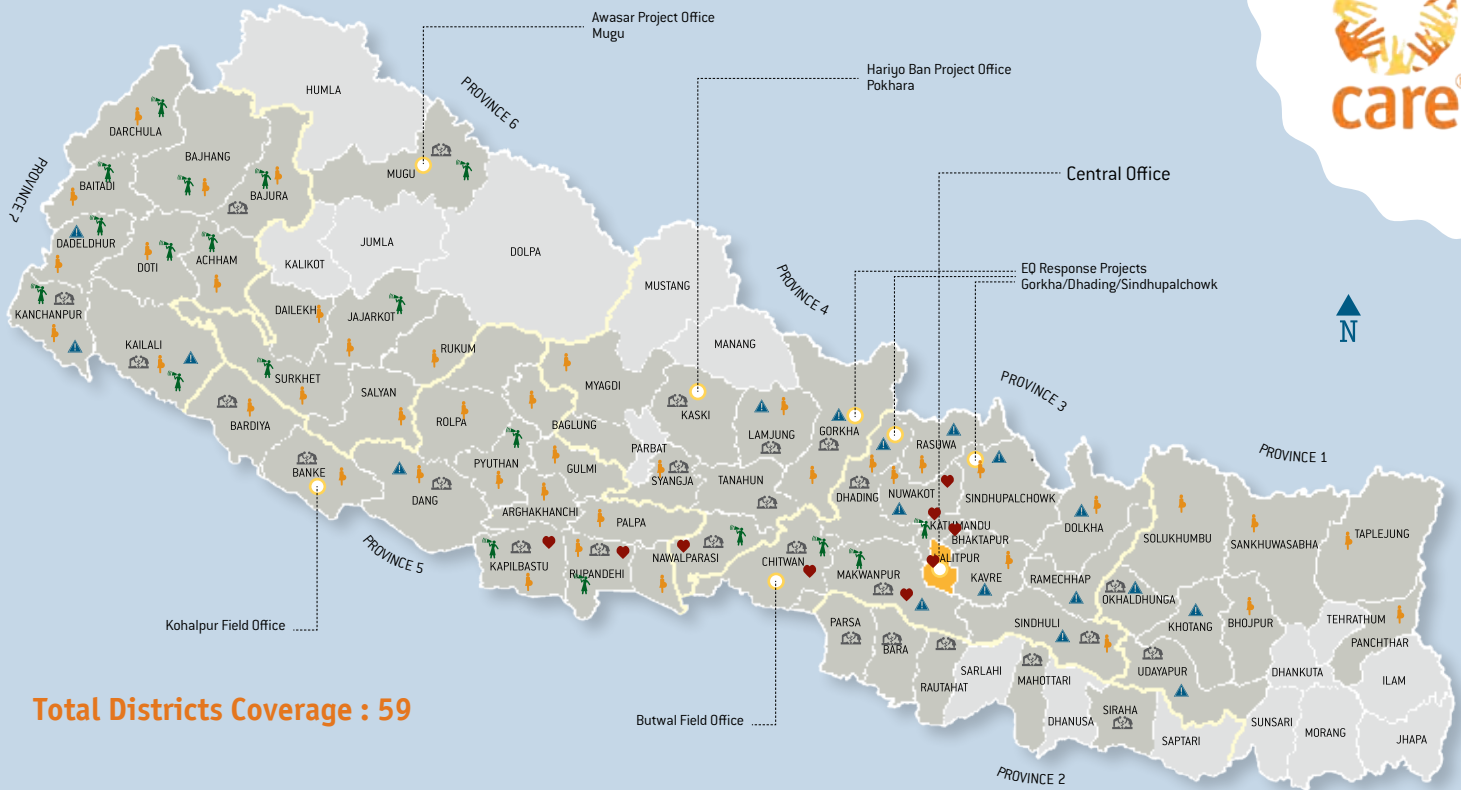 Awasar Project Office
Mugu
Hariyo Ban Project Office
Pokhara
care®
Central Office
EQ Response Projects
Gorkha/Dhading/Sindhupalchowk
N
PROVINCE 6
PROVINCE 7
PROVINCE 4
PROVINCE 3
PROVINCE 1
PROVINCE 5
PROVINCE 2
HUMLA
DARCHULA
BAJHANG
MUGU
BAITADI
BAJURA
DADELDHUR
DOTI
ACHHAM
JUMLA
KALIKOT
DOLPA
MUSTANG
KANCHANPUR
DAILEKH
JAJARKOT
KAILALI
RUKUM
MANANG
SURKHET
SALYAN
MYAGDI
KASKI
BARDIYA
ROLPA
BAGLUNG
LAMJUNG
GORKHA
PARBAT
RASUWA
BANKE
PYUTHAN
GULMI
SYANGJA
TANAHUN
DANG
DHADING
NUWAKOT
SINDHUPALCHOWK
ARGHAKHANCHI
PALPA
KATHMANDU
BHAKTAPUR
DOLKHA
SOLUKHUMBU
SANKHUWASABHA
TAPLEJUNG
KAPILBASTU
RUPANDEHI
NAWALPARASI
CHITWAN
MAKWANPUR
ALITPUR
KAVRE
RAMECHHAP
OKHALDHUNGA
KHOTANG
BHOJPUR
TEHRATHUM
PANCHTHAR
PARSA
BARA
SINDHULI
RAUTAHAT
SARLAHI
MAHOTTARI
UDAYAPUR
DHANKUTA
ILAM
DHANUSA
SIRAHA
SAPTARI
SUNSARI
MORANG
JHAPA
Kohalpur Field Office
Butwal Field Office
Total Districts Coverage : 59